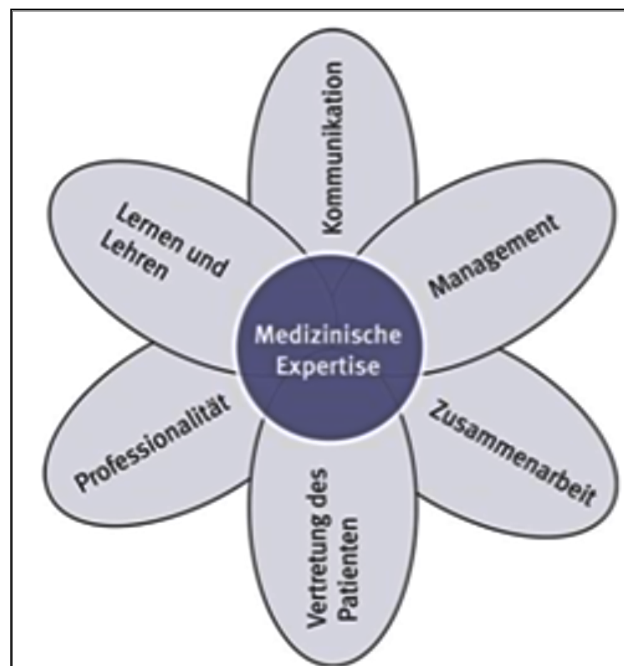 Kommunikation
Management
Zusammenarbeit
Vertretung des
Patienten
Professionalität
Lernen und
Lehren
Medizinische
Expertise